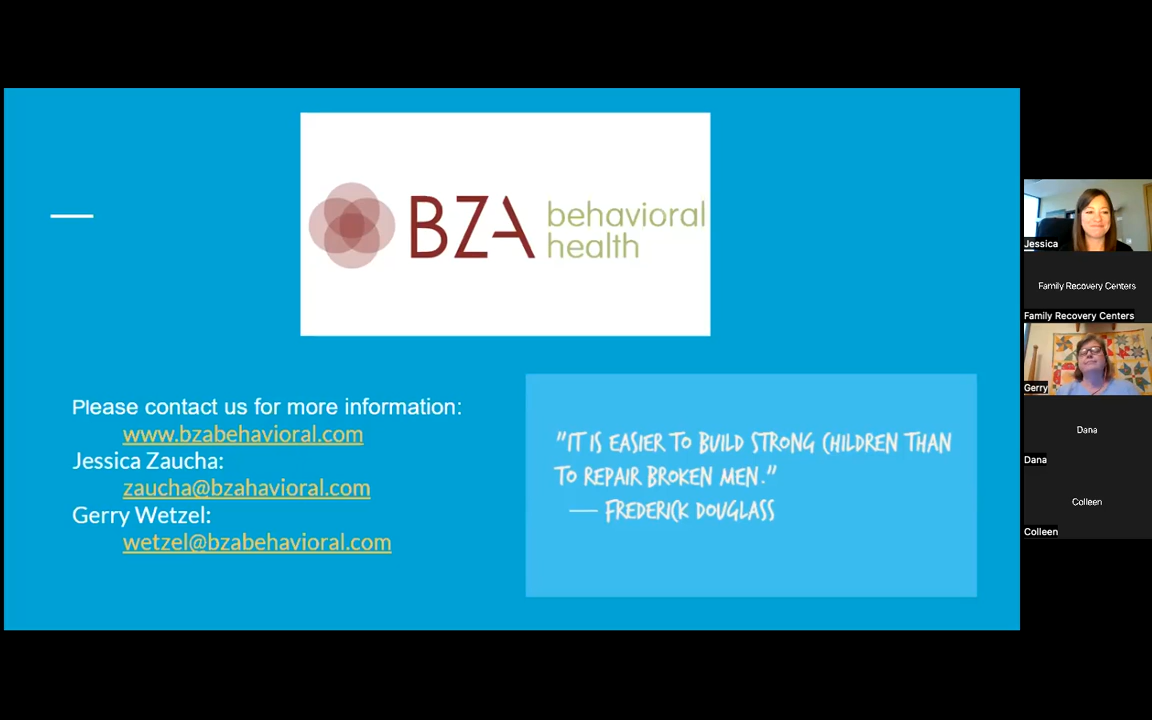 BZA behavioral
health
Please contact us for more information:
www.bzabehavioral.com
Jessica Zaucha:
zaucha@bzahavioral.com
Gerry Wetzel:
wetzel@bzabehavioral.com
"IT IS EASIER TO BUILD STRONG CHILDREN THAN
TO REPAIR BROKEN MEN."
— FREDERICK DOUGLASS
Jessica
Family Recovery Centers
Family Recovery Centers
Gerry
Dana
Dana
Colleen
Colleen